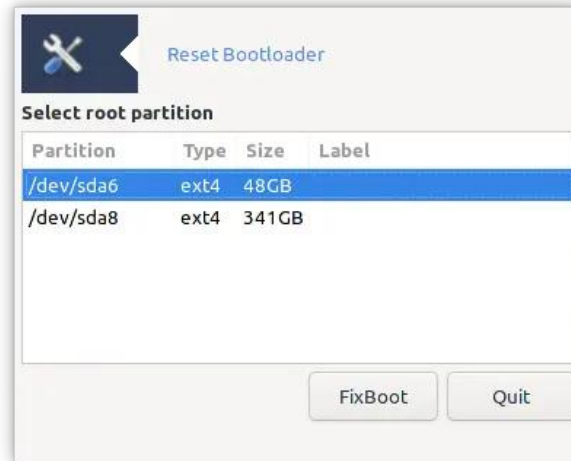 Reset Bootloader
Select root partition
Partition Type Size Label
/dev/sda6 ext4 48GB
/dev/sda8 ext4 341GB
FixBoot Quit